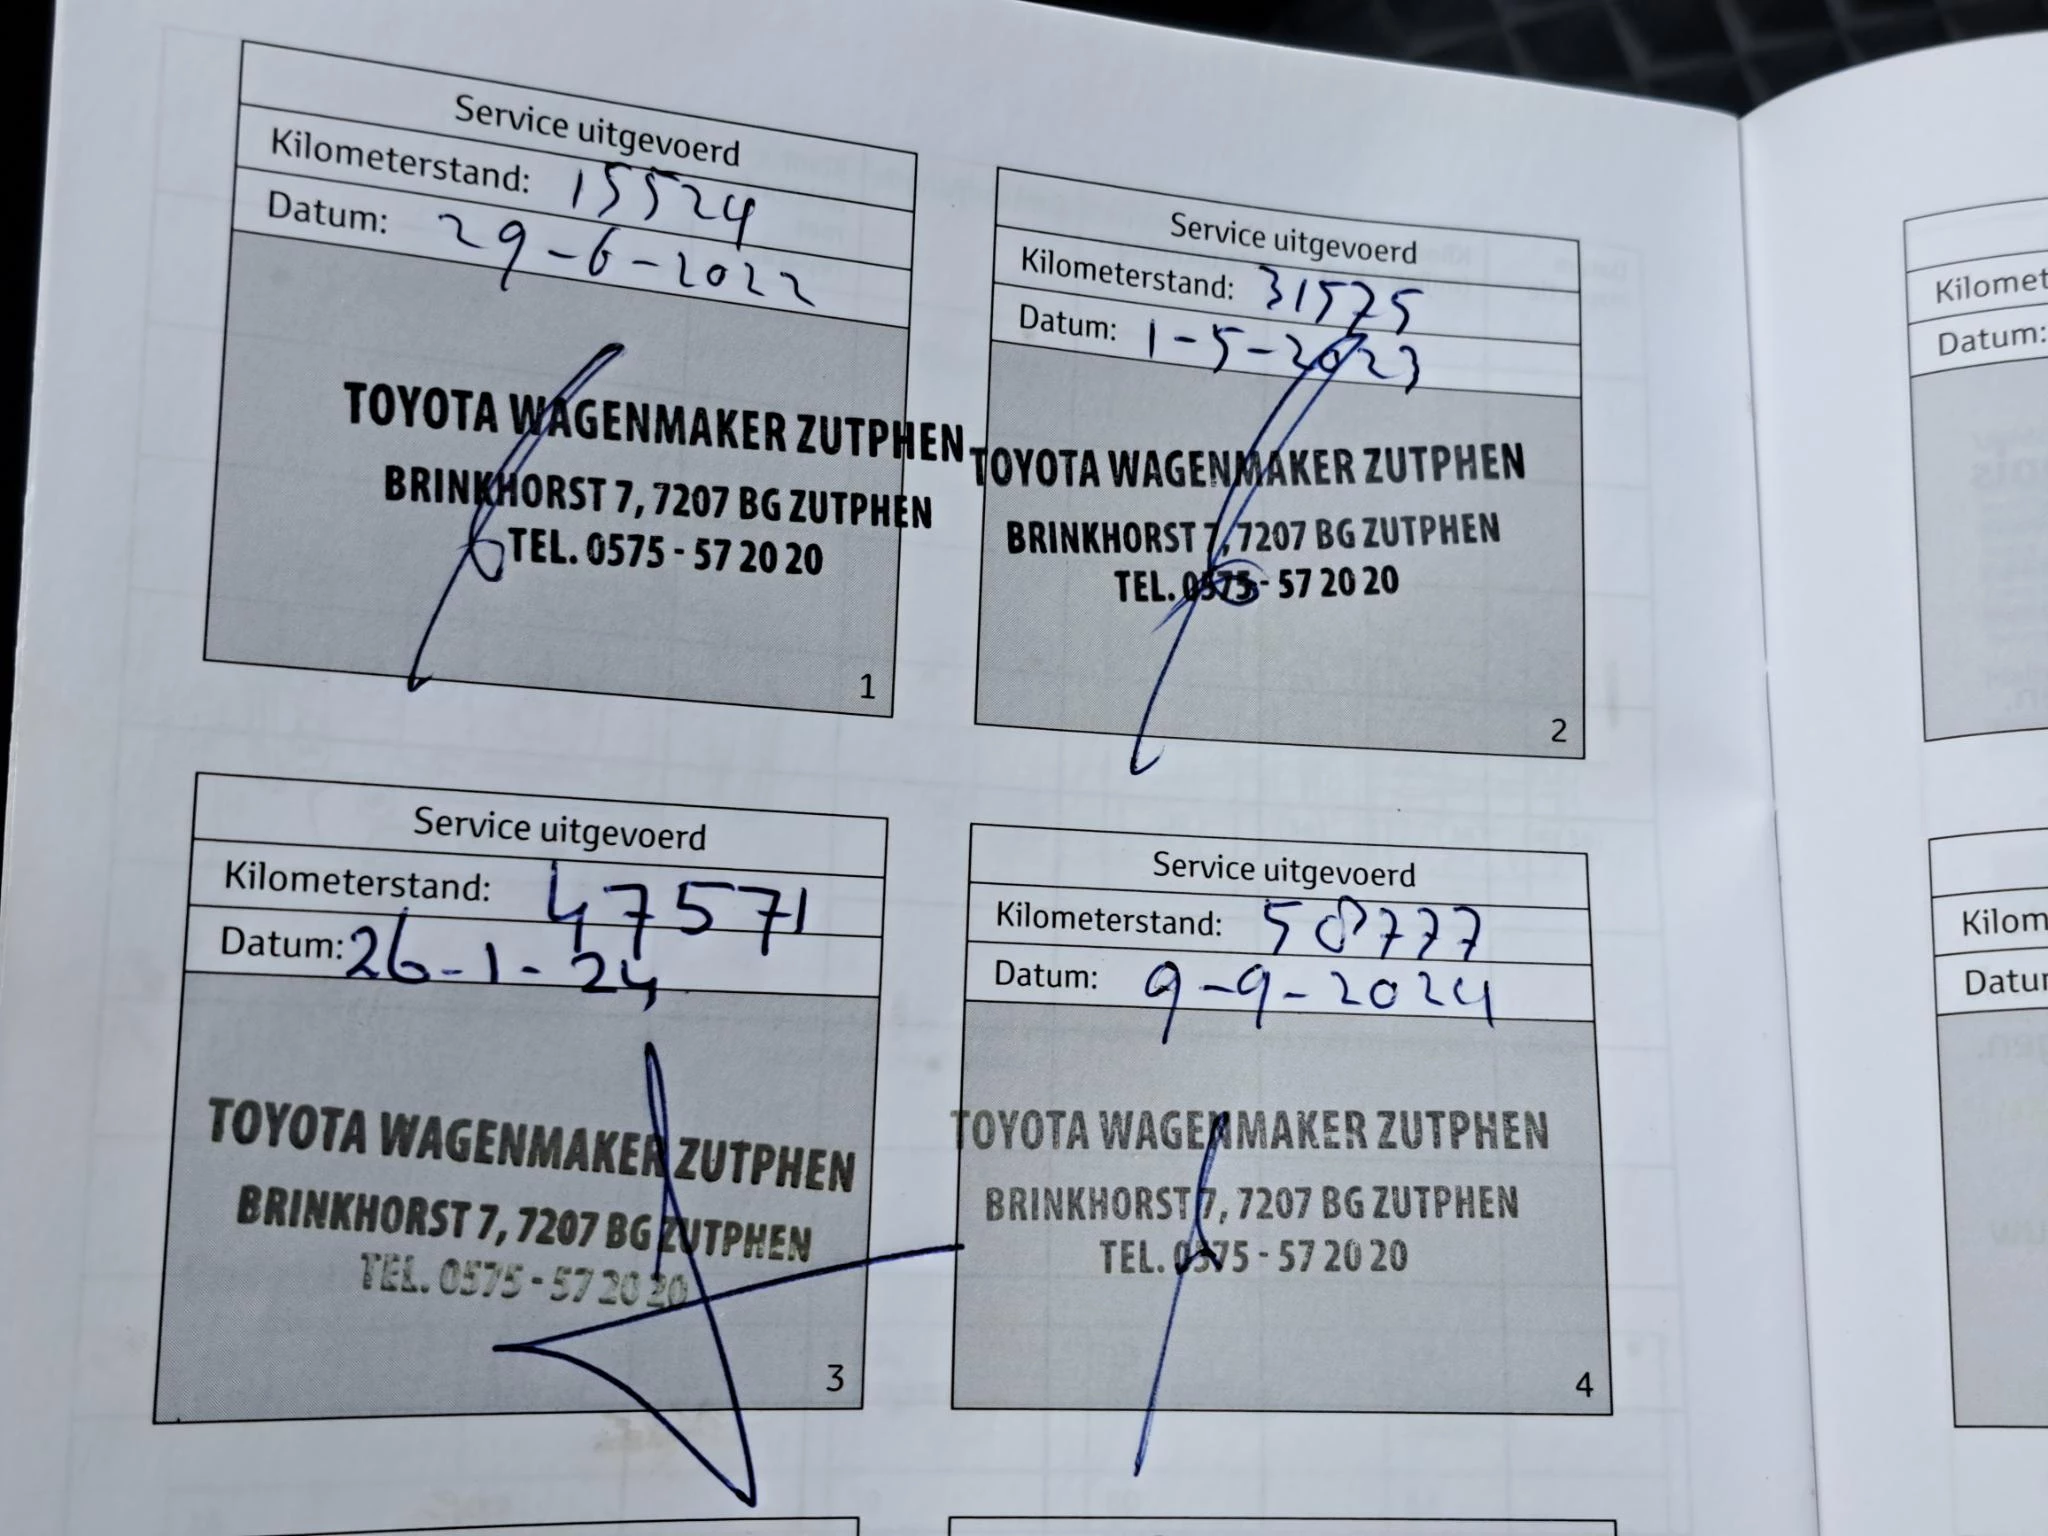 Service uitgevoerd
Kilometerstand: 15524
Datum: 29-6-2022
TOYOTA WAGENMAKER ZUTPHEN
BRINKHORST 7, 7207 BG ZUTPHEN
TEL. 0575 - 57 20 20
1
Service uitgevoerd
Kilometerstand: 31575
Datum: 1-5-2023
TOYOTA WAGENMAKER ZUTPHEN
BRINKHORST 7, 7207 BG ZUTPHEN
TEL. 0575 - 57 20 20
2
Service uitgevoerd
Kilometerstand: 47571
Datum: 26-1-24
TOYOTA WAGENMAKER ZUTPHEN
BRINKHORST 7, 7207 BG ZUTPHEN
TEL. 0575 - 57 20 20
3
Service uitgevoerd
Kilometerstand: 58777
Datum: 9-9-2024
TOYOTA WAGENMAKER ZUTPHEN
BRINKHORST 7, 7207 BG ZUTPHEN
TEL. 0575 - 57 20 20
4
Kilomet
Datum:
Kilom
Datu